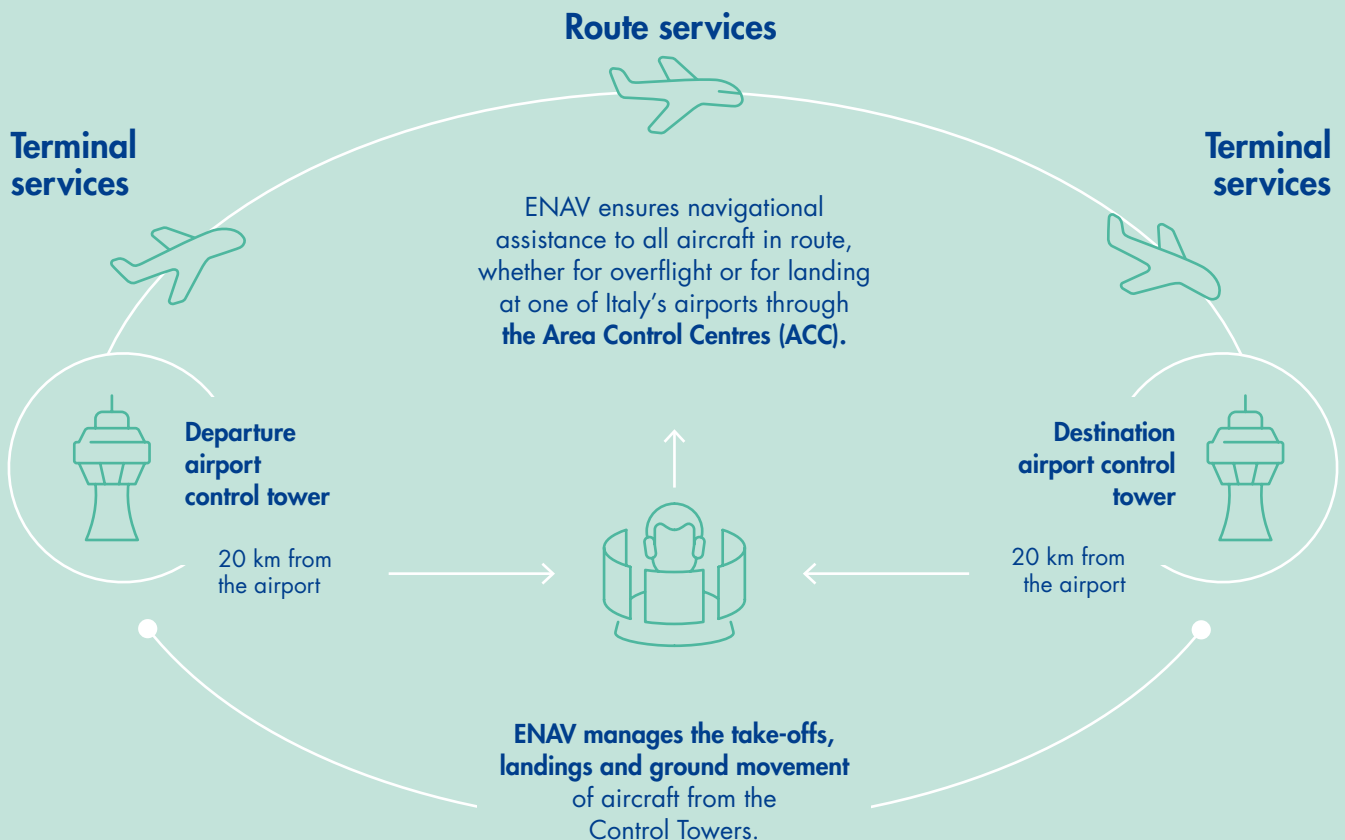 Route services
Terminal
services
Terminal
services
ENAV ensures navigational
assistance to all aircraft in route,
whether for overflight or for landing
at one of Italy's airports through
the Area Control Centres (ACC).
Departure
airport
control tower
20 km from
the airport
Destination
airport control
tower
20 km from
the airport
ENAV manages the take-offs,
landings and ground movement
of aircraft from the
Control Towers.